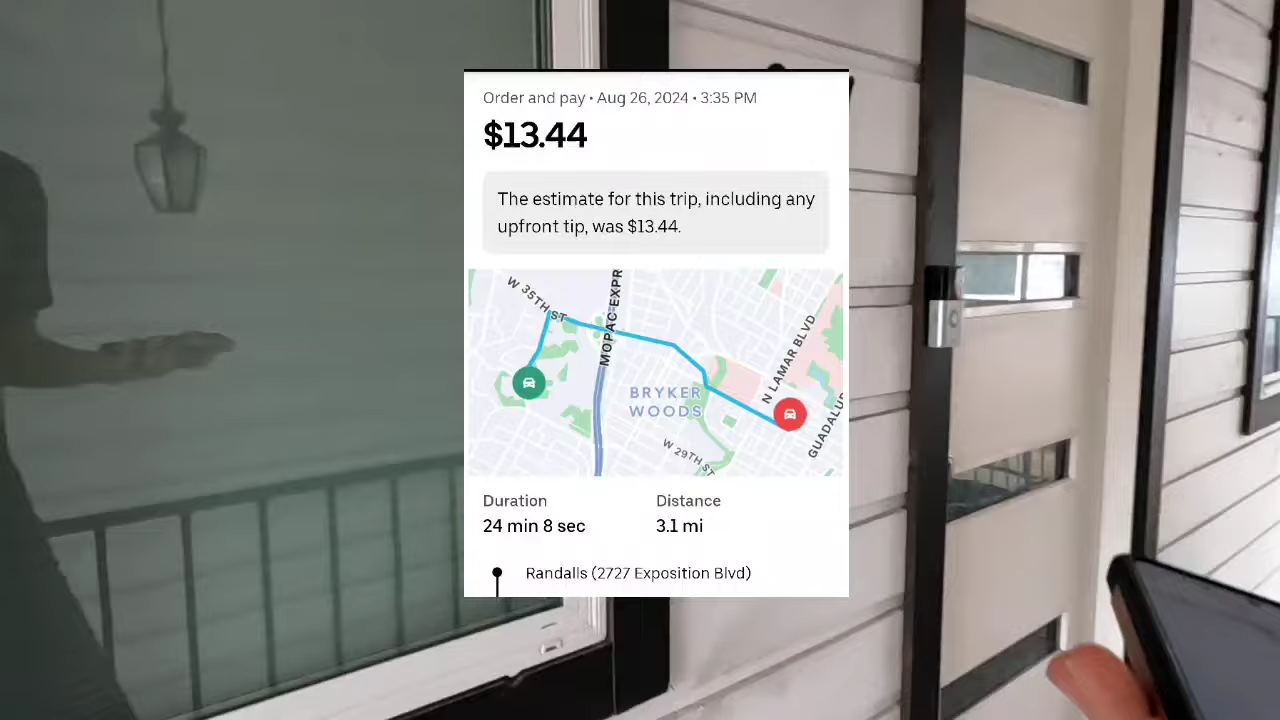 Order and pay • Aug 26, 2024 • 3:35 PM
$13.44
The estimate for this trip, including any
upfront tip, was $13.44.
W 35TH ST
MOPAC EXPR
N LAMAR BLVD
BRYKER
WOODS
GUADALUP
W 29TH ST
Duration
Distance
24 min 8 sec
3.1 mi
Randalls (2727 Exposition Blvd)